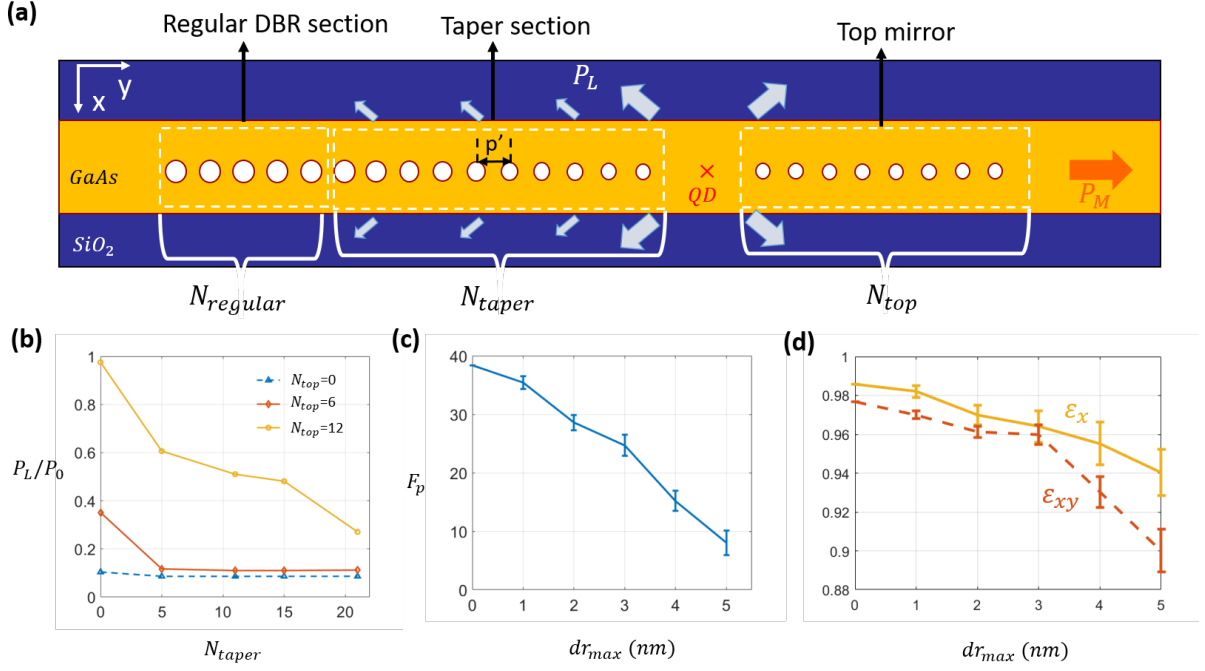 (a)
Regular DBR section
Taper section
Top mirror
y
x
P_L
p'
GaAs
×
QD
P_M
SiO_2
N_regular
N_taper
N_top
(b)
1
0.8
0.6
0.4
0.2
0
P_L/P_0
N_top=0
N_top=6
N_top=12
0 5 10 15 20
N_taper
(c)
40
30
20
10
0
F_p
0 1 2 3 4 5
dr_max (nm)
(d)
1
0.98
0.96
0.94
0.92
0.9
0.88
ε_x
ε_xy
0 1 2 3 4 5
dr_max (nm)